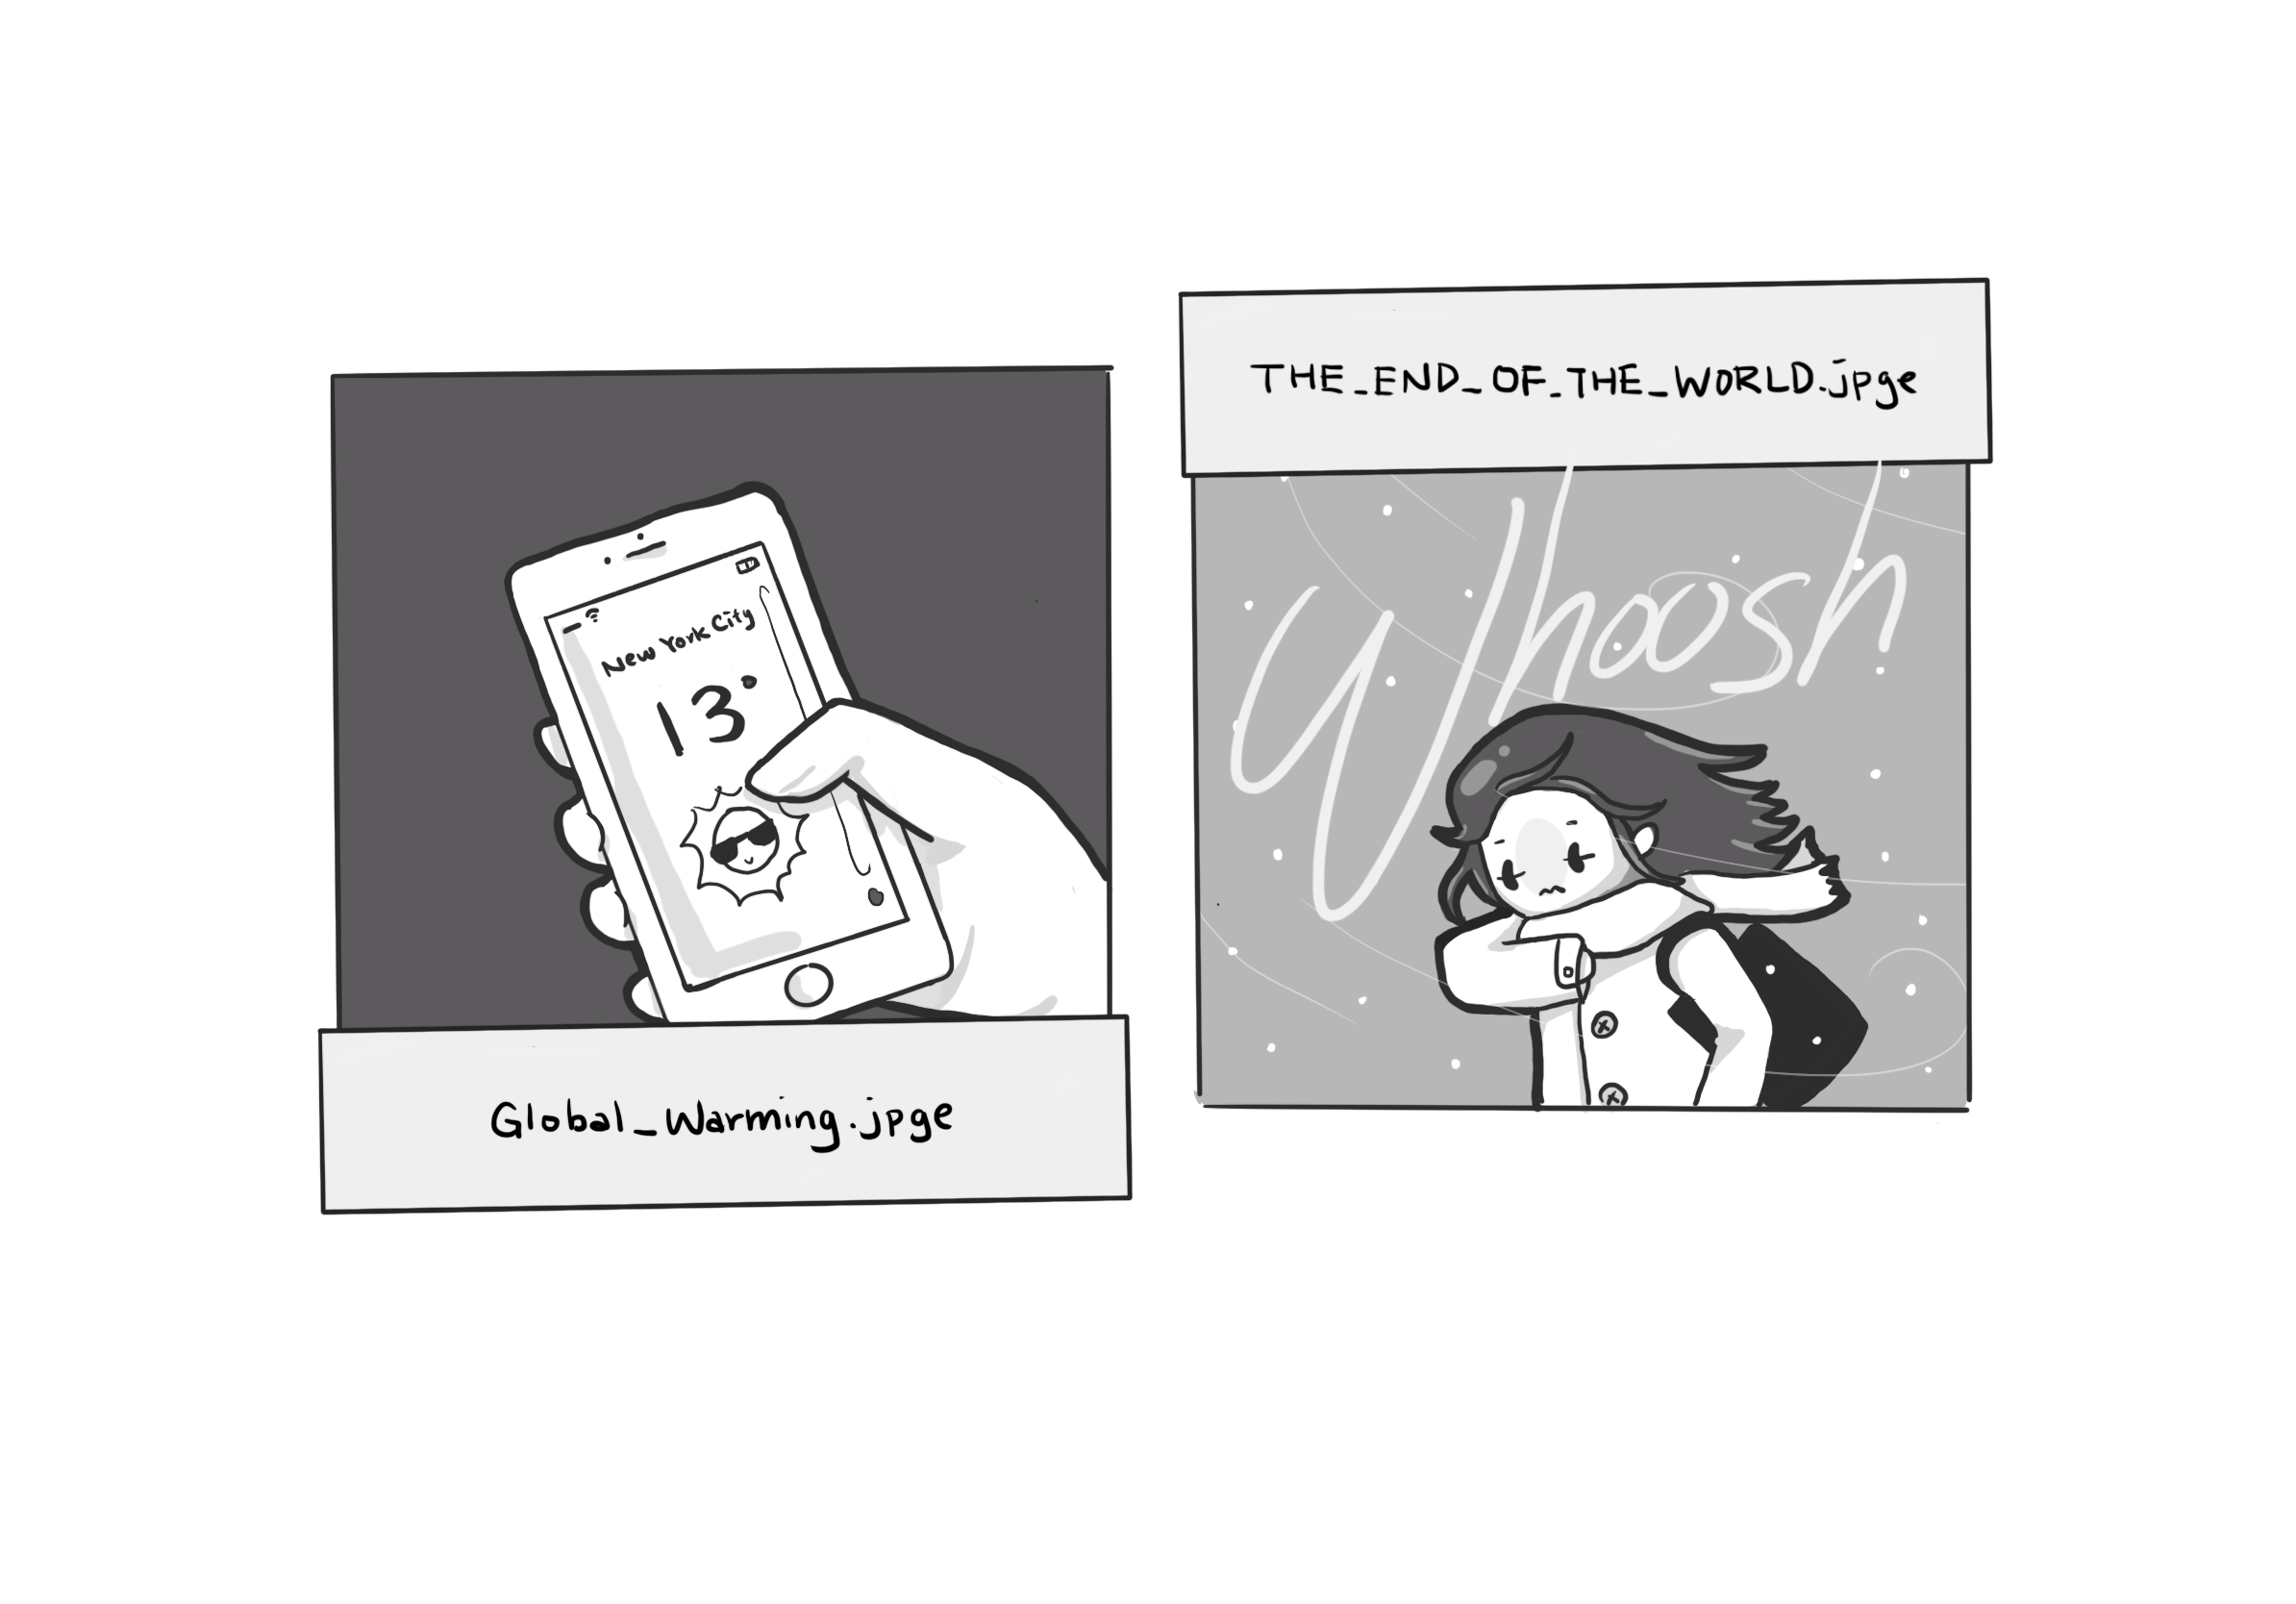 New York City
13°
Global_Warming.jpge
THE_END_OF_THE_WORLD.jpge
Whoosh